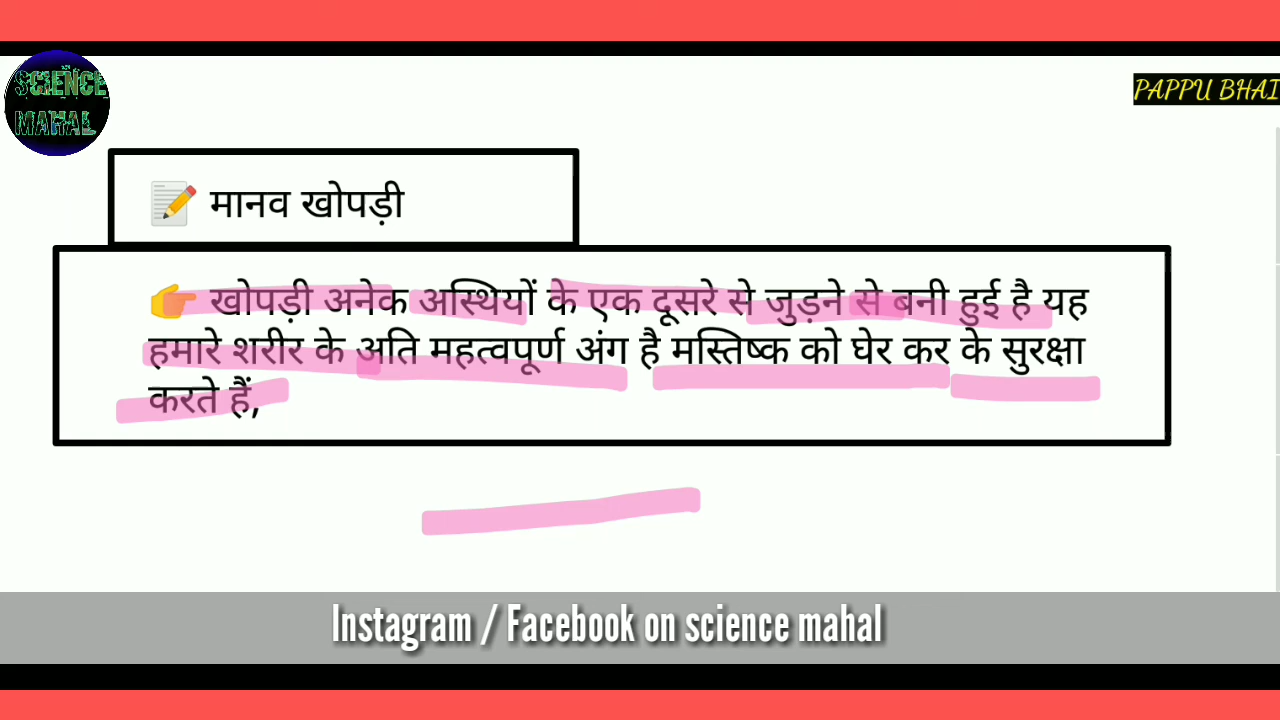 SCIENCE
MAHAL
PAPPU BHAI
📝 मानव खोपड़ी
👉 खोपड़ी अनेक अस्थियों के एक दूसरे से जुड़ने से बनी हुई है यह
हमारे शरीर के अति महत्वपूर्ण अंग है मस्तिष्क को घेर कर के सुरक्षा
करते हैं,
Instagram / Facebook on science mahal